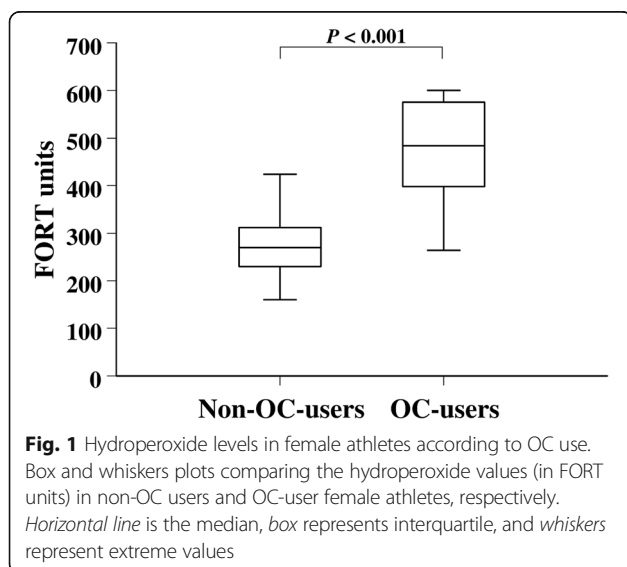 P < 0.001
700
600
500
400
300
200
100
0
FORT units
Non-OC-users OC-users
Fig. 1 Hydroperoxide levels in female athletes according to OC use.
Box and whiskers plots comparing the hydroperoxide values (in FORT
units) in non-OC users and OC-user female athletes, respectively.
Horizontal line is the median, box represents interquartile, and whiskers
represent extreme values